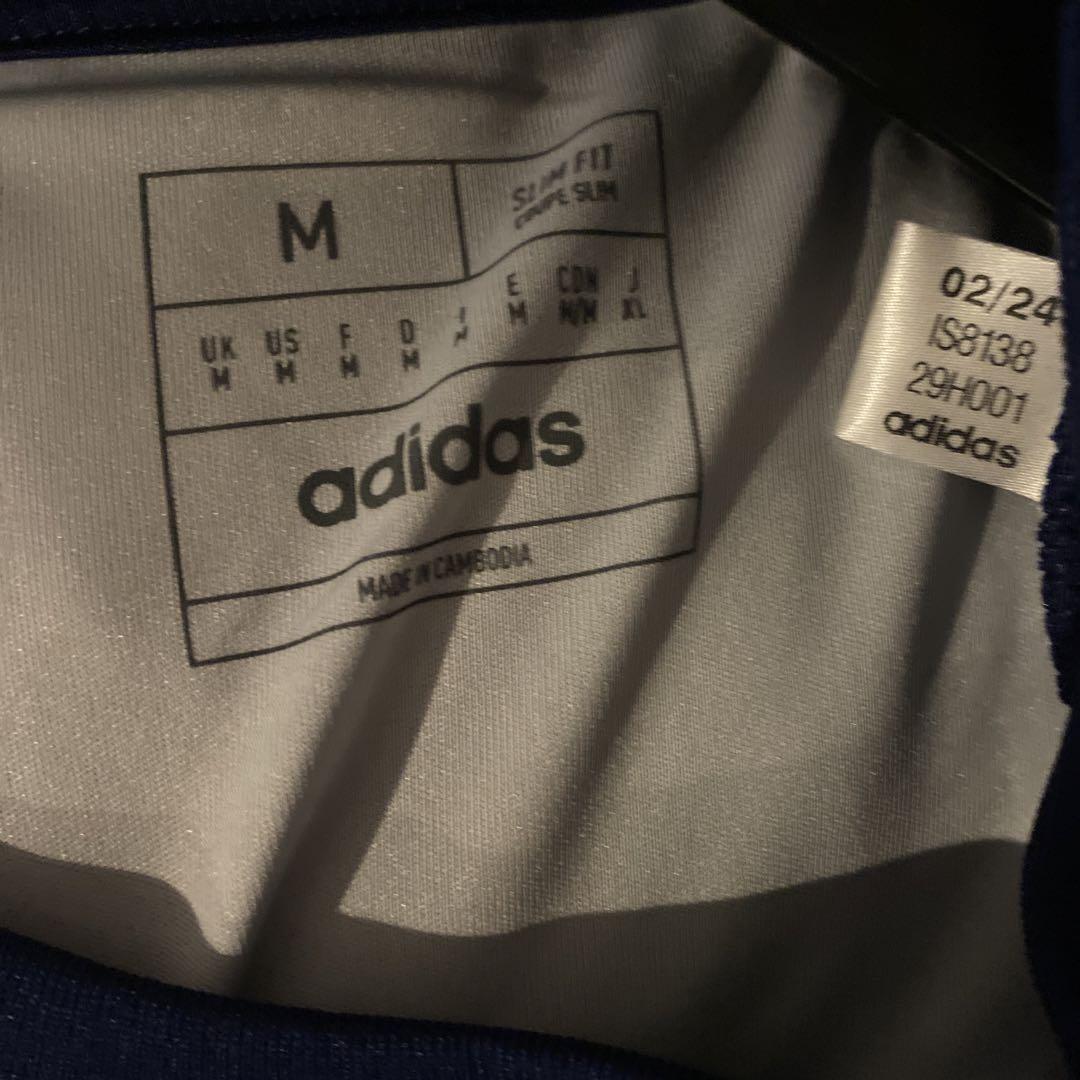 M
SLIM FIT
COUPE SLIM
UK US F D I E CDN J
M M M M M M M/M XL
adidas
MADE IN CAMBODIA
02/24
IS8138
29H001
adidas